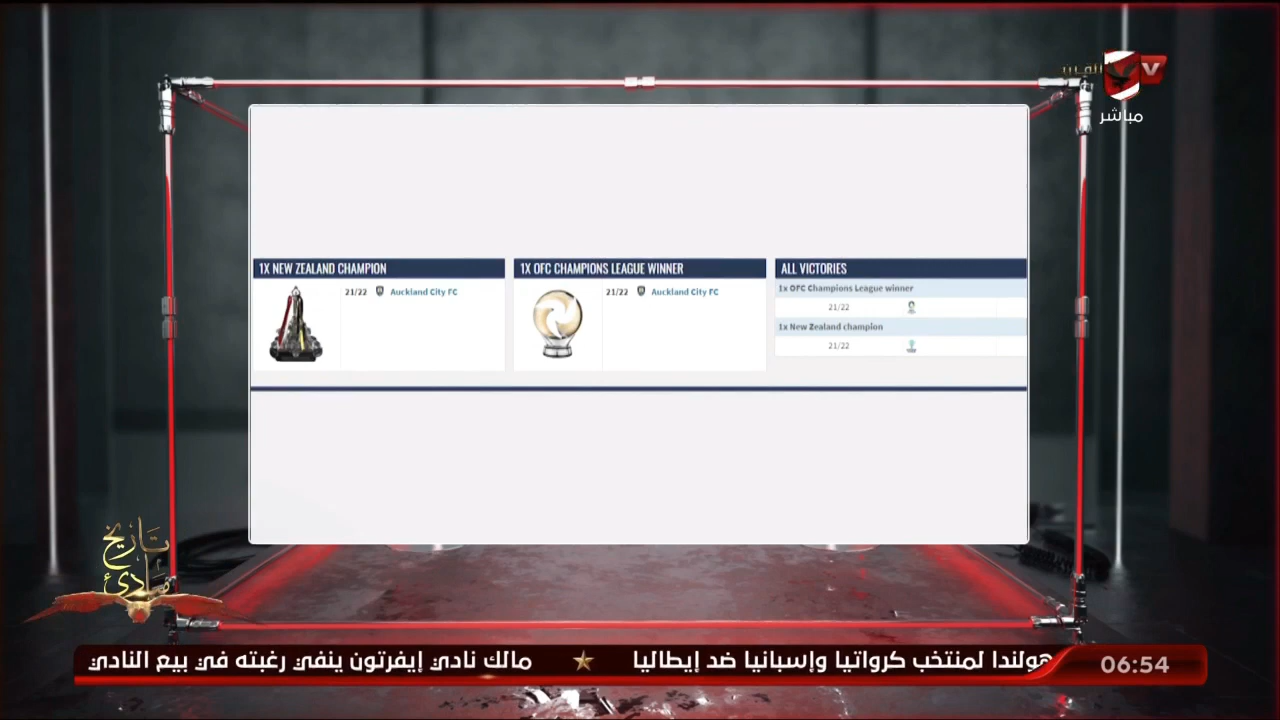 القرن
V
مباشر
1X NEW ZEALAND CHAMPION
21/22 Auckland City FC
1X OFC CHAMPIONS LEAGUE WINNER
21/22 Auckland City FC
ALL VICTORIES
1x OFC Champions League winner
21/22
1x New Zealand champion
21/22
تاريخ
مبادئ
هولندا لمنتخب كرواتيا وإسبانيا ضد إيطاليا
مالك نادي إيفرتون ينفي رغبته في بيع النادي
06:54